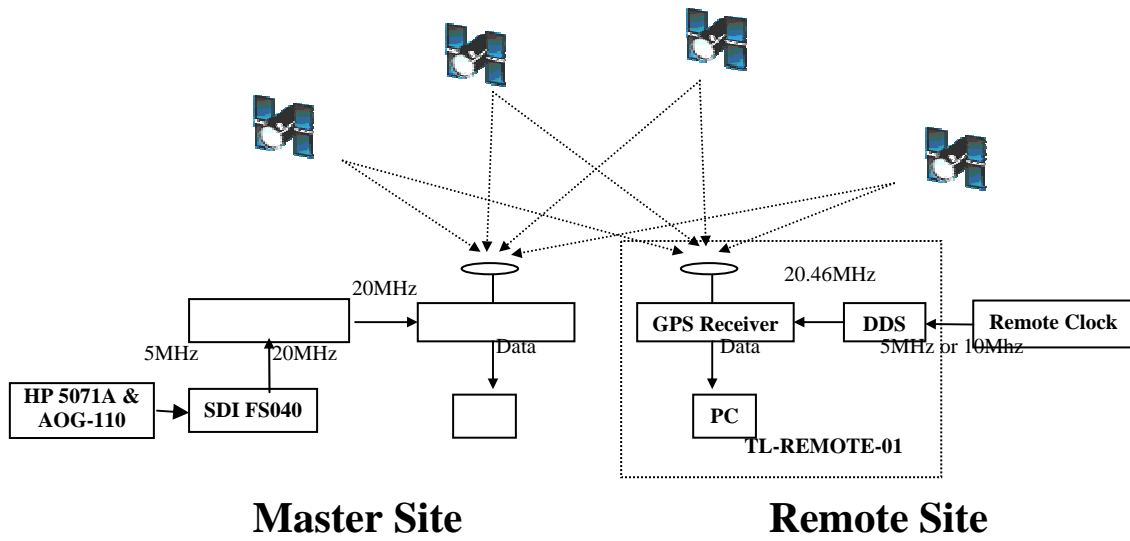 20.46MHz
20MHz
GPS Receiver
DDS
Remote Clock
5MHz
20MHz
Data
Data
5MHz or 10Mhz
HP 5071A &
AOG-110
SDI FS040
PC
TL-REMOTE-01
Master Site
Remote Site